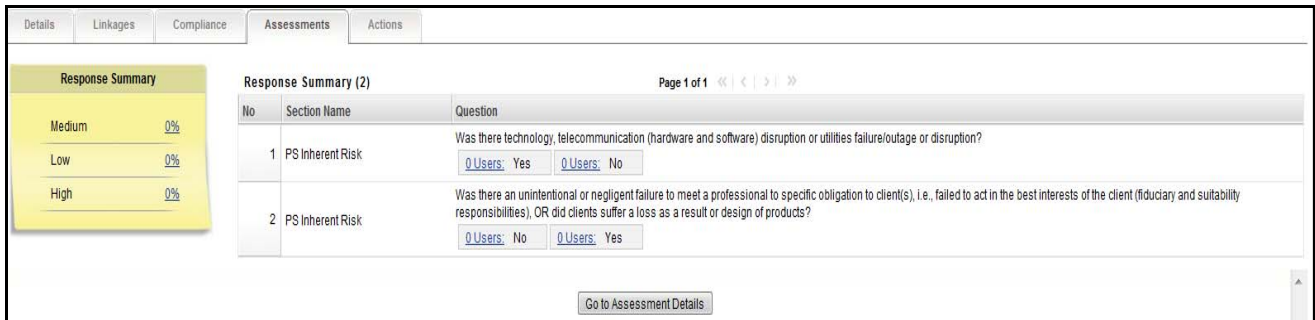 Details Linkages Compliance Assessments Actions
Response Summary
Medium 0%
Low 0%
High 0%
Response Summary (2) Page 1 of 1 << | < | > | >>
No Section Name Question
1 PS Inherent Risk
Was there technology, telecommunication (hardware and software) disruption or utilities failure/outage or disruption?
0 Users: Yes 0 Users: No
2 PS Inherent Risk
Was there an unintentional or negligent failure to meet a professional to specific obligation to client(s), i.e., failed to act in the best interests of the client (fiduciary and suitability
responsibilities), OR did clients suffer a loss as a result or design of products?
0 Users: No 0 Users: Yes
Go to Assessment Details